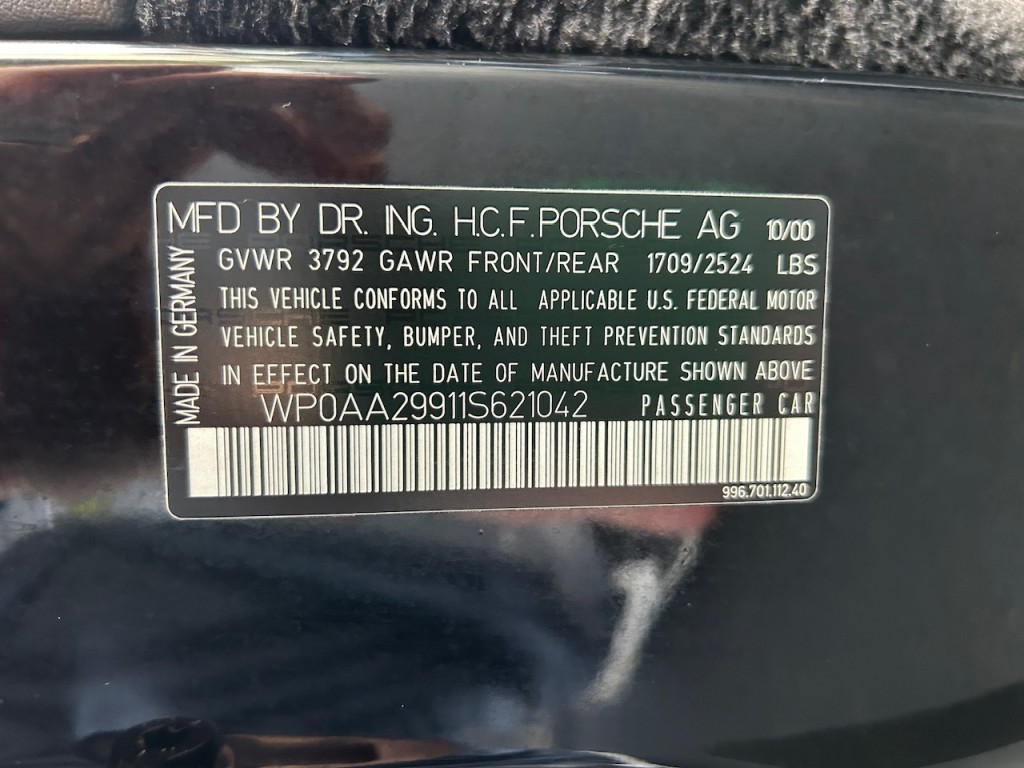 MFD BY DR. ING. H.C.F. PORSCHE AG 10/00
GVWR 3792 GAWR FRONT/REAR 1709/2524 LBS
THIS VEHICLE CONFORMS TO ALL APPLICABLE U.S. FEDERAL MOTOR
VEHICLE SAFETY, BUMPER, AND THEFT PREVENTION STANDARDS
IN EFFECT ON THE DATE OF MANUFACTURE SHOWN ABOVE
WP0AA29911S621042 PASSENGER CAR
996.701.112.40
MADE IN GERMANY